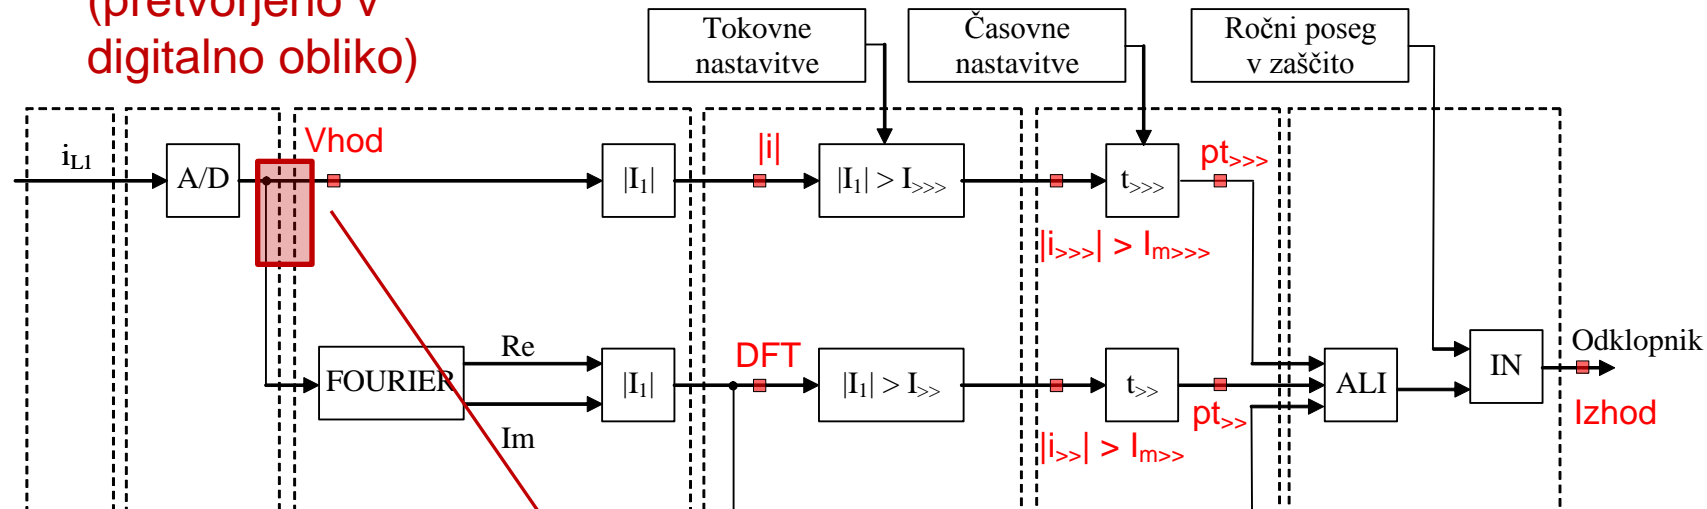 (pretvorjeno v
digitalno obliko)
Tokovne
nastavitve
Časovne
nastavitve
Ročni poseg
v zaščito
Vhod
|i|
pt>>>
iL1
A/D
|I1|
|I1| > I>>>
t>>>
|i>>>| > Im>>>
Re
DFT
Odklopnik
FOURIER
|I1|
|I1| > I>>
t>>
ALI
IN
Im
pt>>
Izhod
|i>>| > Im>>